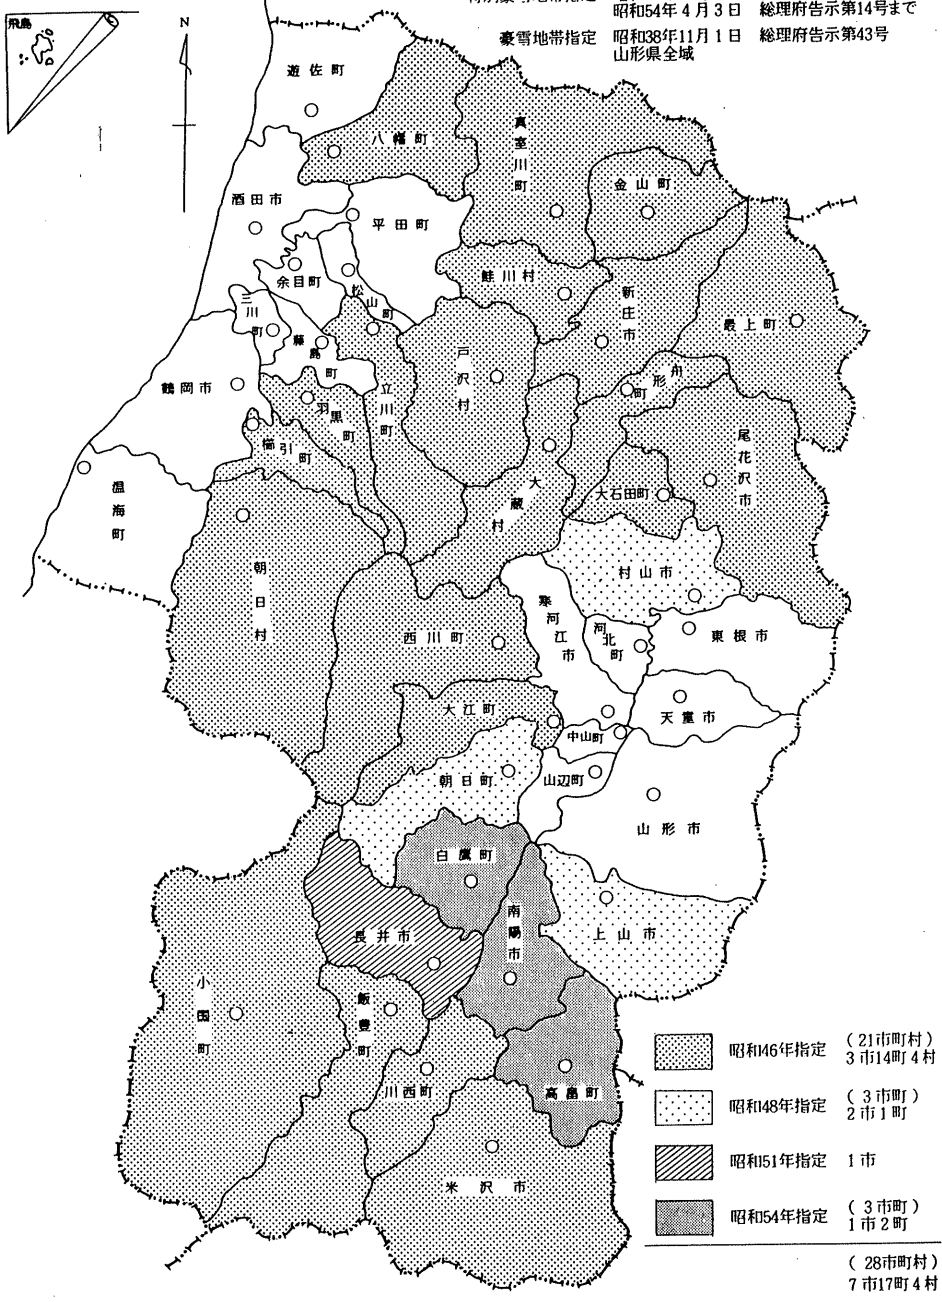 昭和54年4月3日 総理府告示第14号まで
豪雪地帯指定 昭和38年11月1日 総理府告示第43号
山形県全域
飛島
N
遊佐町
八幡町
真室川町
金山町
酒田市
平田町
余目町
松山町
鮭川村
新庄市
最上町
三川町
藤島町
戸沢村
舟形町
鶴岡市
羽黒町
立川町
櫛引町
尾花沢市
大石田町
大蔵村
温海町
朝日村
村山市
西川町
寒河江市
河北町
東根市
大江町
天童市
中山町
朝日町
山辺町
山形市
白鷹町
南陽市
上山市
長井市
小国町
飯豊町
川西町
高畠町
米沢市
昭和46年指定 (21市町村)
3市14町4村
昭和48年指定 (3市町)
2市1町
昭和51年指定 1市
昭和54年指定 (3市町)
1市2町
(28市町村)
7市17町4村